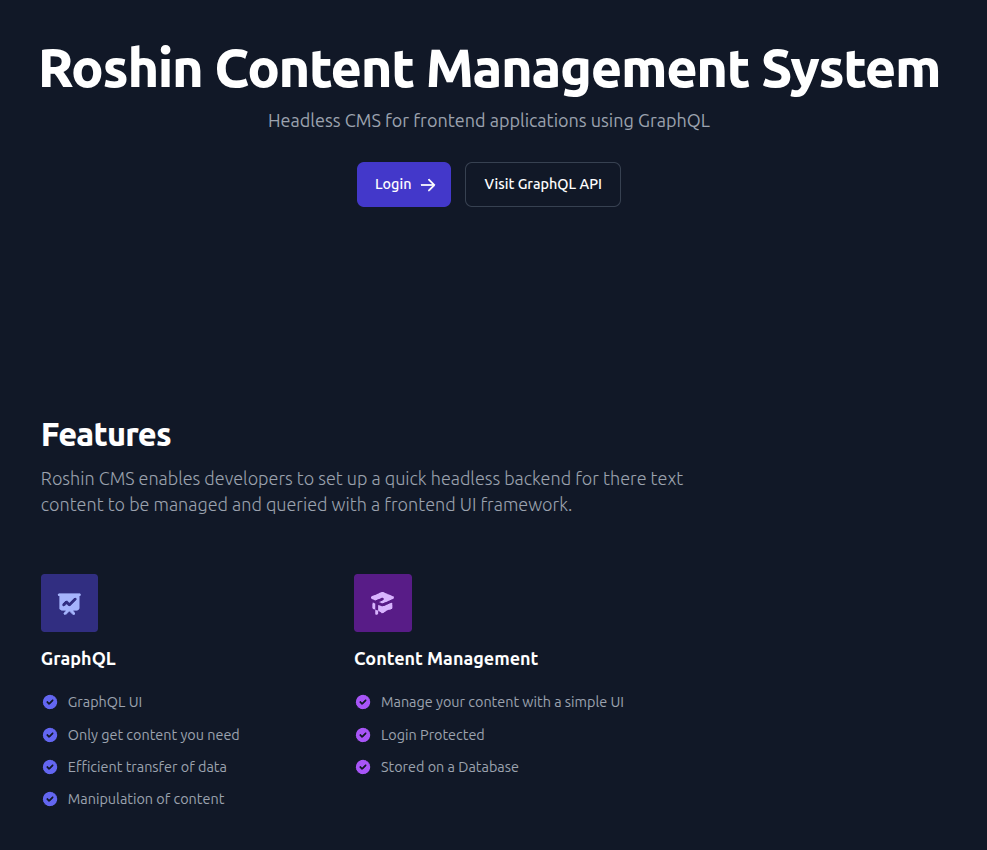 Roshin Content Management System
Headless CMS for frontend applications using GraphQL
Login
Visit GraphQL API
Features
Roshin CMS enables developers to set up a quick headless backend for there text
content to be managed and queried with a frontend UI framework.
GraphQL
GraphQL UI
Only get content you need
Efficient transfer of data
Manipulation of content
Content Management
Manage your content with a simple UI
Login Protected
Stored on a Database